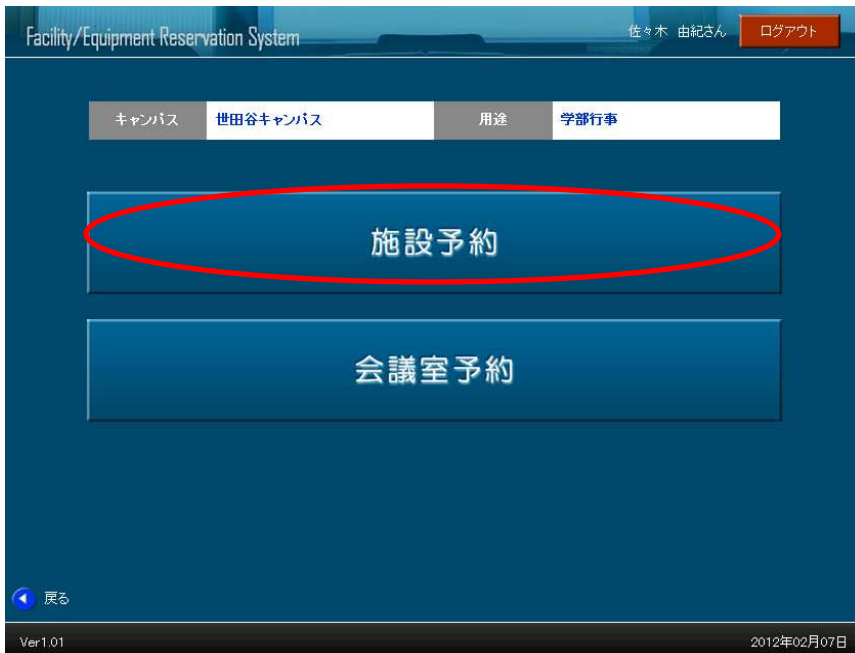 Facility/Equipment Reservation System 佐々木 由紀さん ログアウト
キャンパス 世田谷キャンパス 用途 学部行事
施設予約
会議室予約
戻る
Ver1.01 2012年02月07日